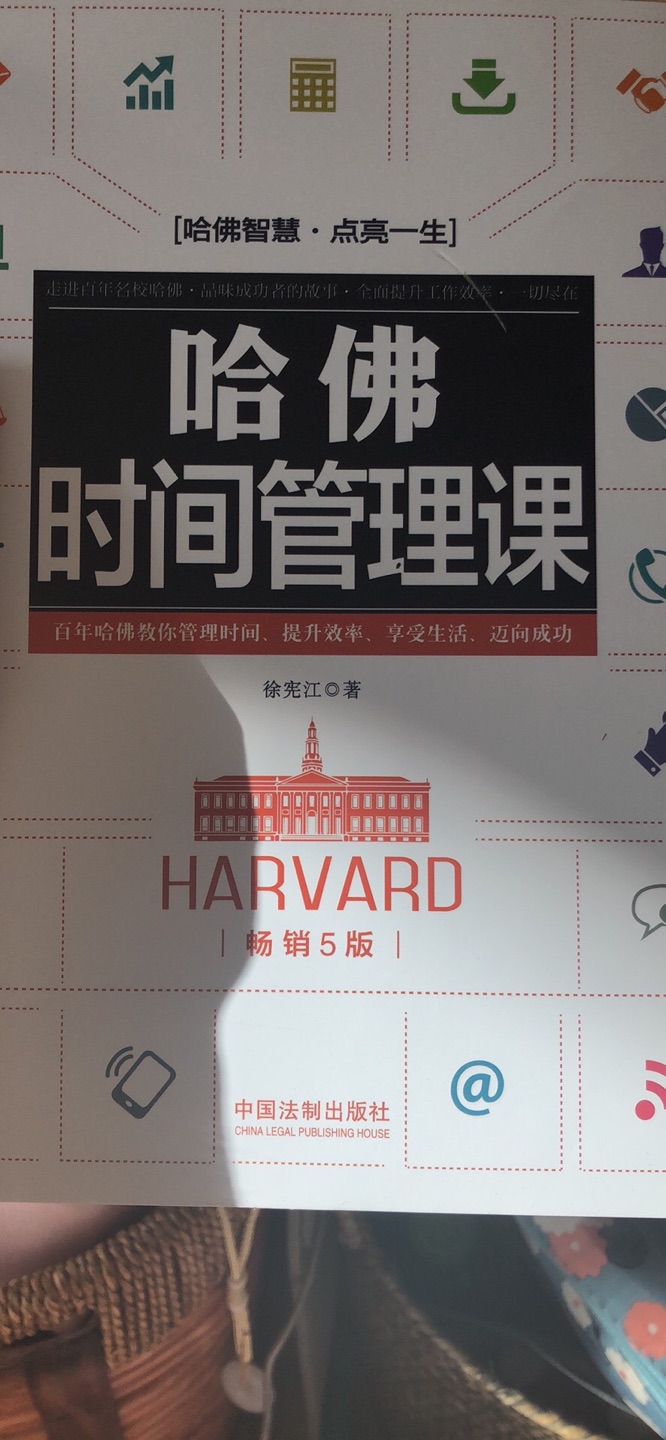 [哈佛智慧·点亮一生]
走进百年名校哈佛·品味成功者的故事·全面提升工作效率·一切尽在
哈佛
时间管理课
百年哈佛教你管理时间、提升效率、享受生活、迈向成功
徐宪江◎著
HARVARD
|畅销5版|
中国法制出版社
CHINA LEGAL PUBLISHING HOUSE
@